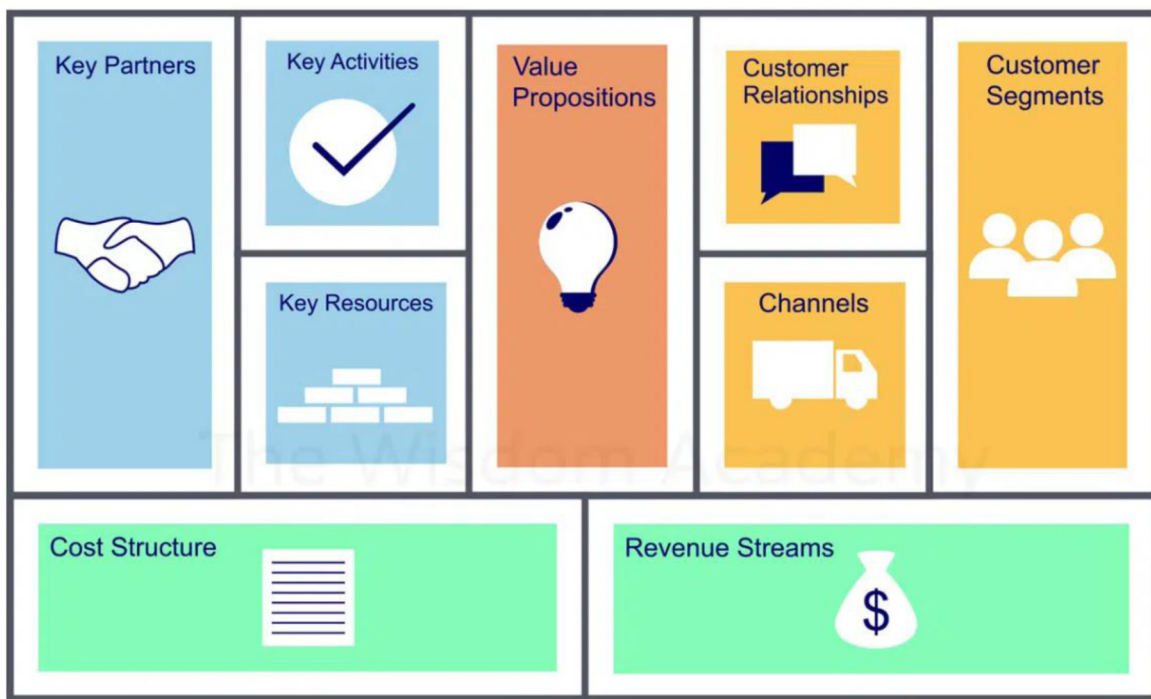 Key Partners
Key Activities
Key Resources
Value
Propositions
Customer
Relationships
Channels
Customer
Segments
Cost Structure
Revenue Streams
$
The Wisdom Academy